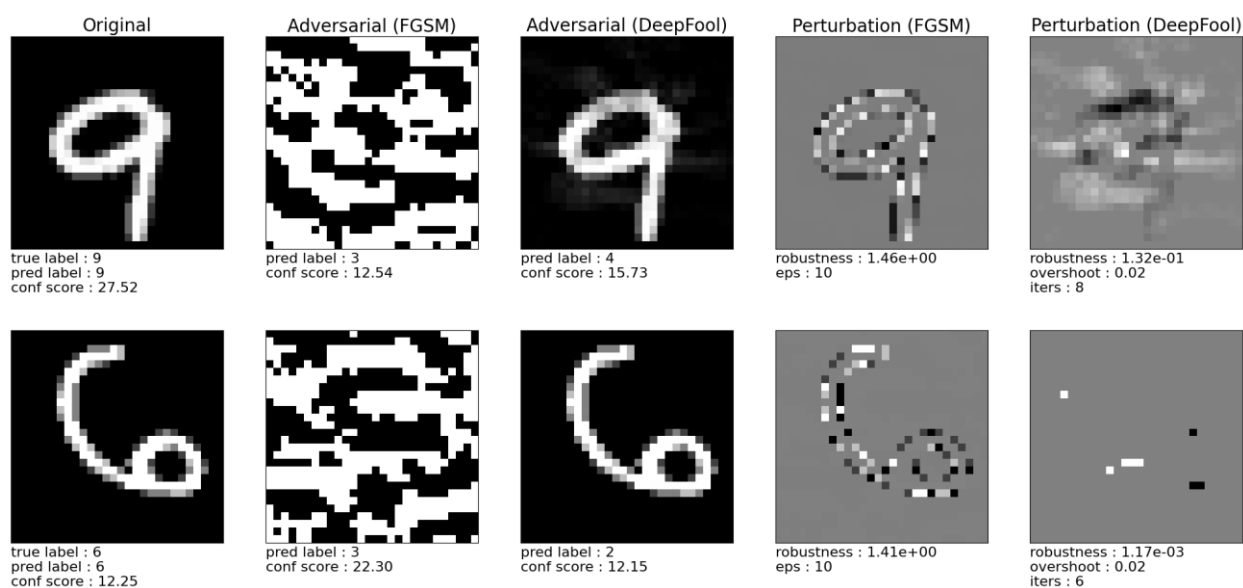 Original
Adversarial (FGSM)
Adversarial (DeepFool)
Perturbation (FGSM)
Perturbation (DeepFool)
true label : 9
pred label : 9
conf score : 27.52
pred label : 3
conf score : 12.54
pred label : 4
conf score : 15.73
robustness : 1.46e+00
eps : 10
robustness : 1.32e-01
overshoot : 0.02
iters : 8
true label : 6
pred label : 6
conf score : 12.25
pred label : 3
conf score : 22.30
pred label : 2
conf score : 12.15
robustness : 1.41e+00
eps : 10
robustness : 1.17e-03
overshoot : 0.02
iters : 6